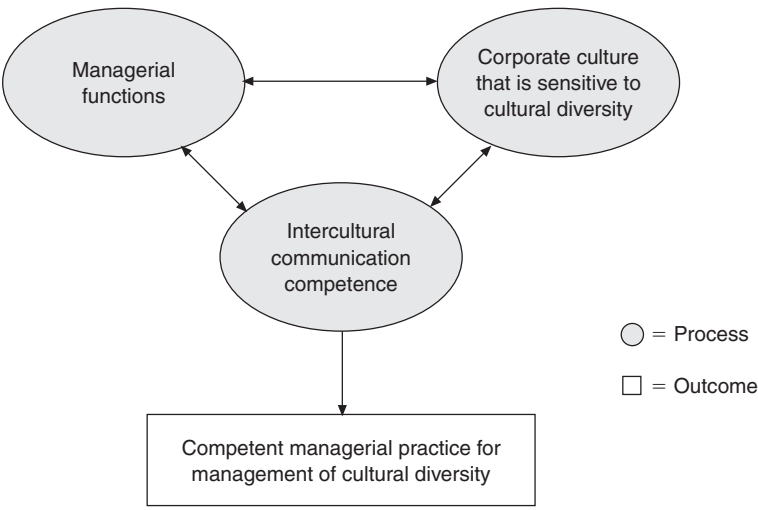 Managerial
functions
Corporate culture
that is sensitive to
cultural diversity
Intercultural
communication
competence
= Process
= Outcome
Competent managerial practice for
management of cultural diversity